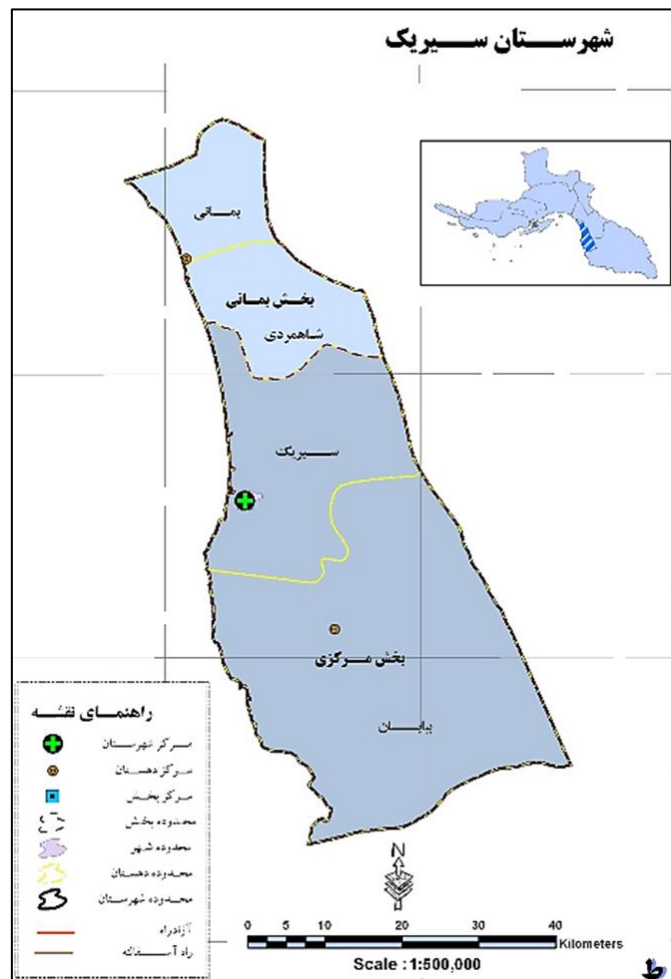 شهرستان سیریک
بمانی
بخش بمانی
شاهمردی
سیریک
بخش مرکزی
بیابان
راهنمای نقشه
مرکز شهرستان
مرکز دهستان
مرکز بخش
محدوده بخش
محدوده شهر
محدوده دهستان
محدوده شهرستان
آزادراه
راه آسفالته
N
0 5 10 20 30 40
Kilometers
Scale : 1:500,000